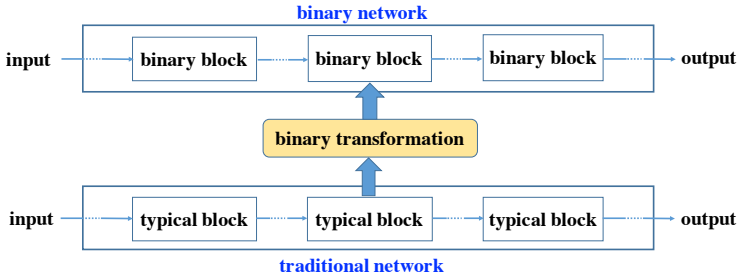 binary network
input
binary block
binary block
binary block
output
binary transformation
input
typical block
typical block
typical block
output
traditional network